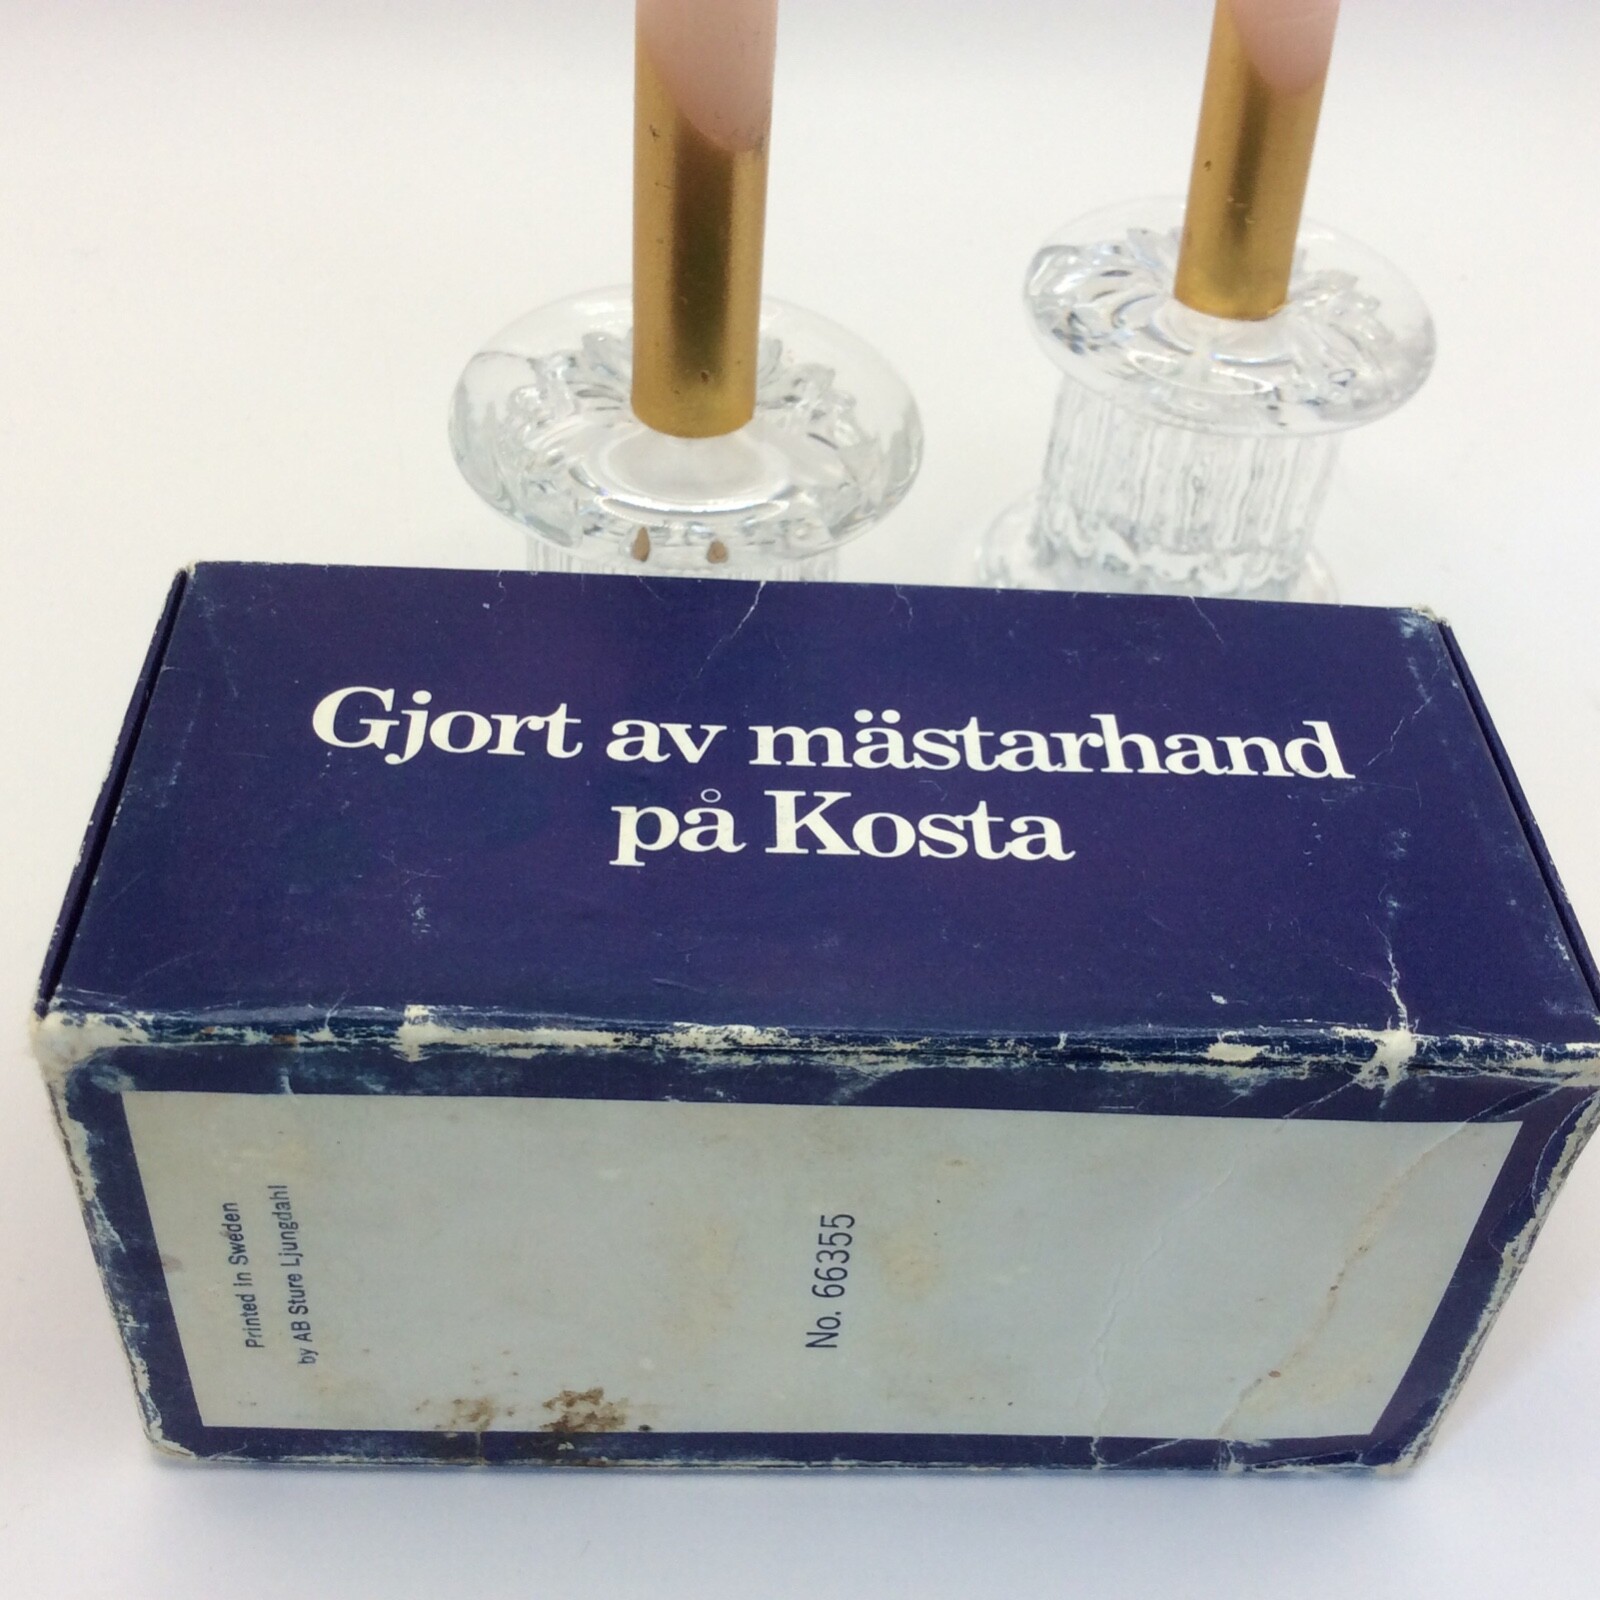 Gjort av mästarhand
på Kosta
Printed in Sweden
by AB Sture Ljungdahl
No. 66355